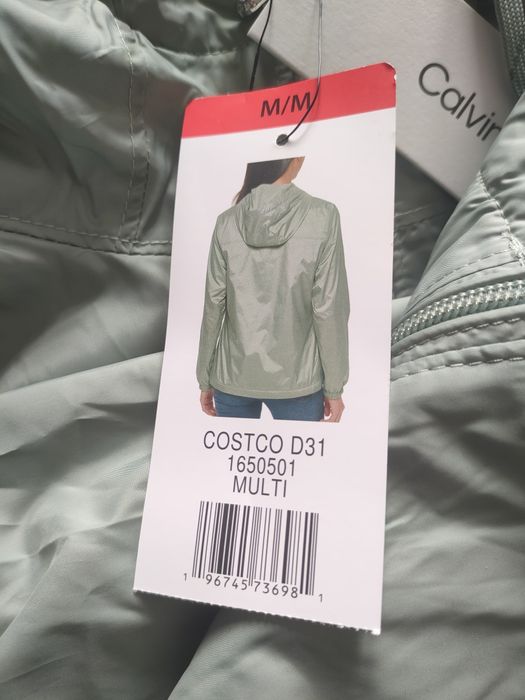 M/M
Calvin
COSTCO D31
1650501
MULTI
1 96745 73698 1